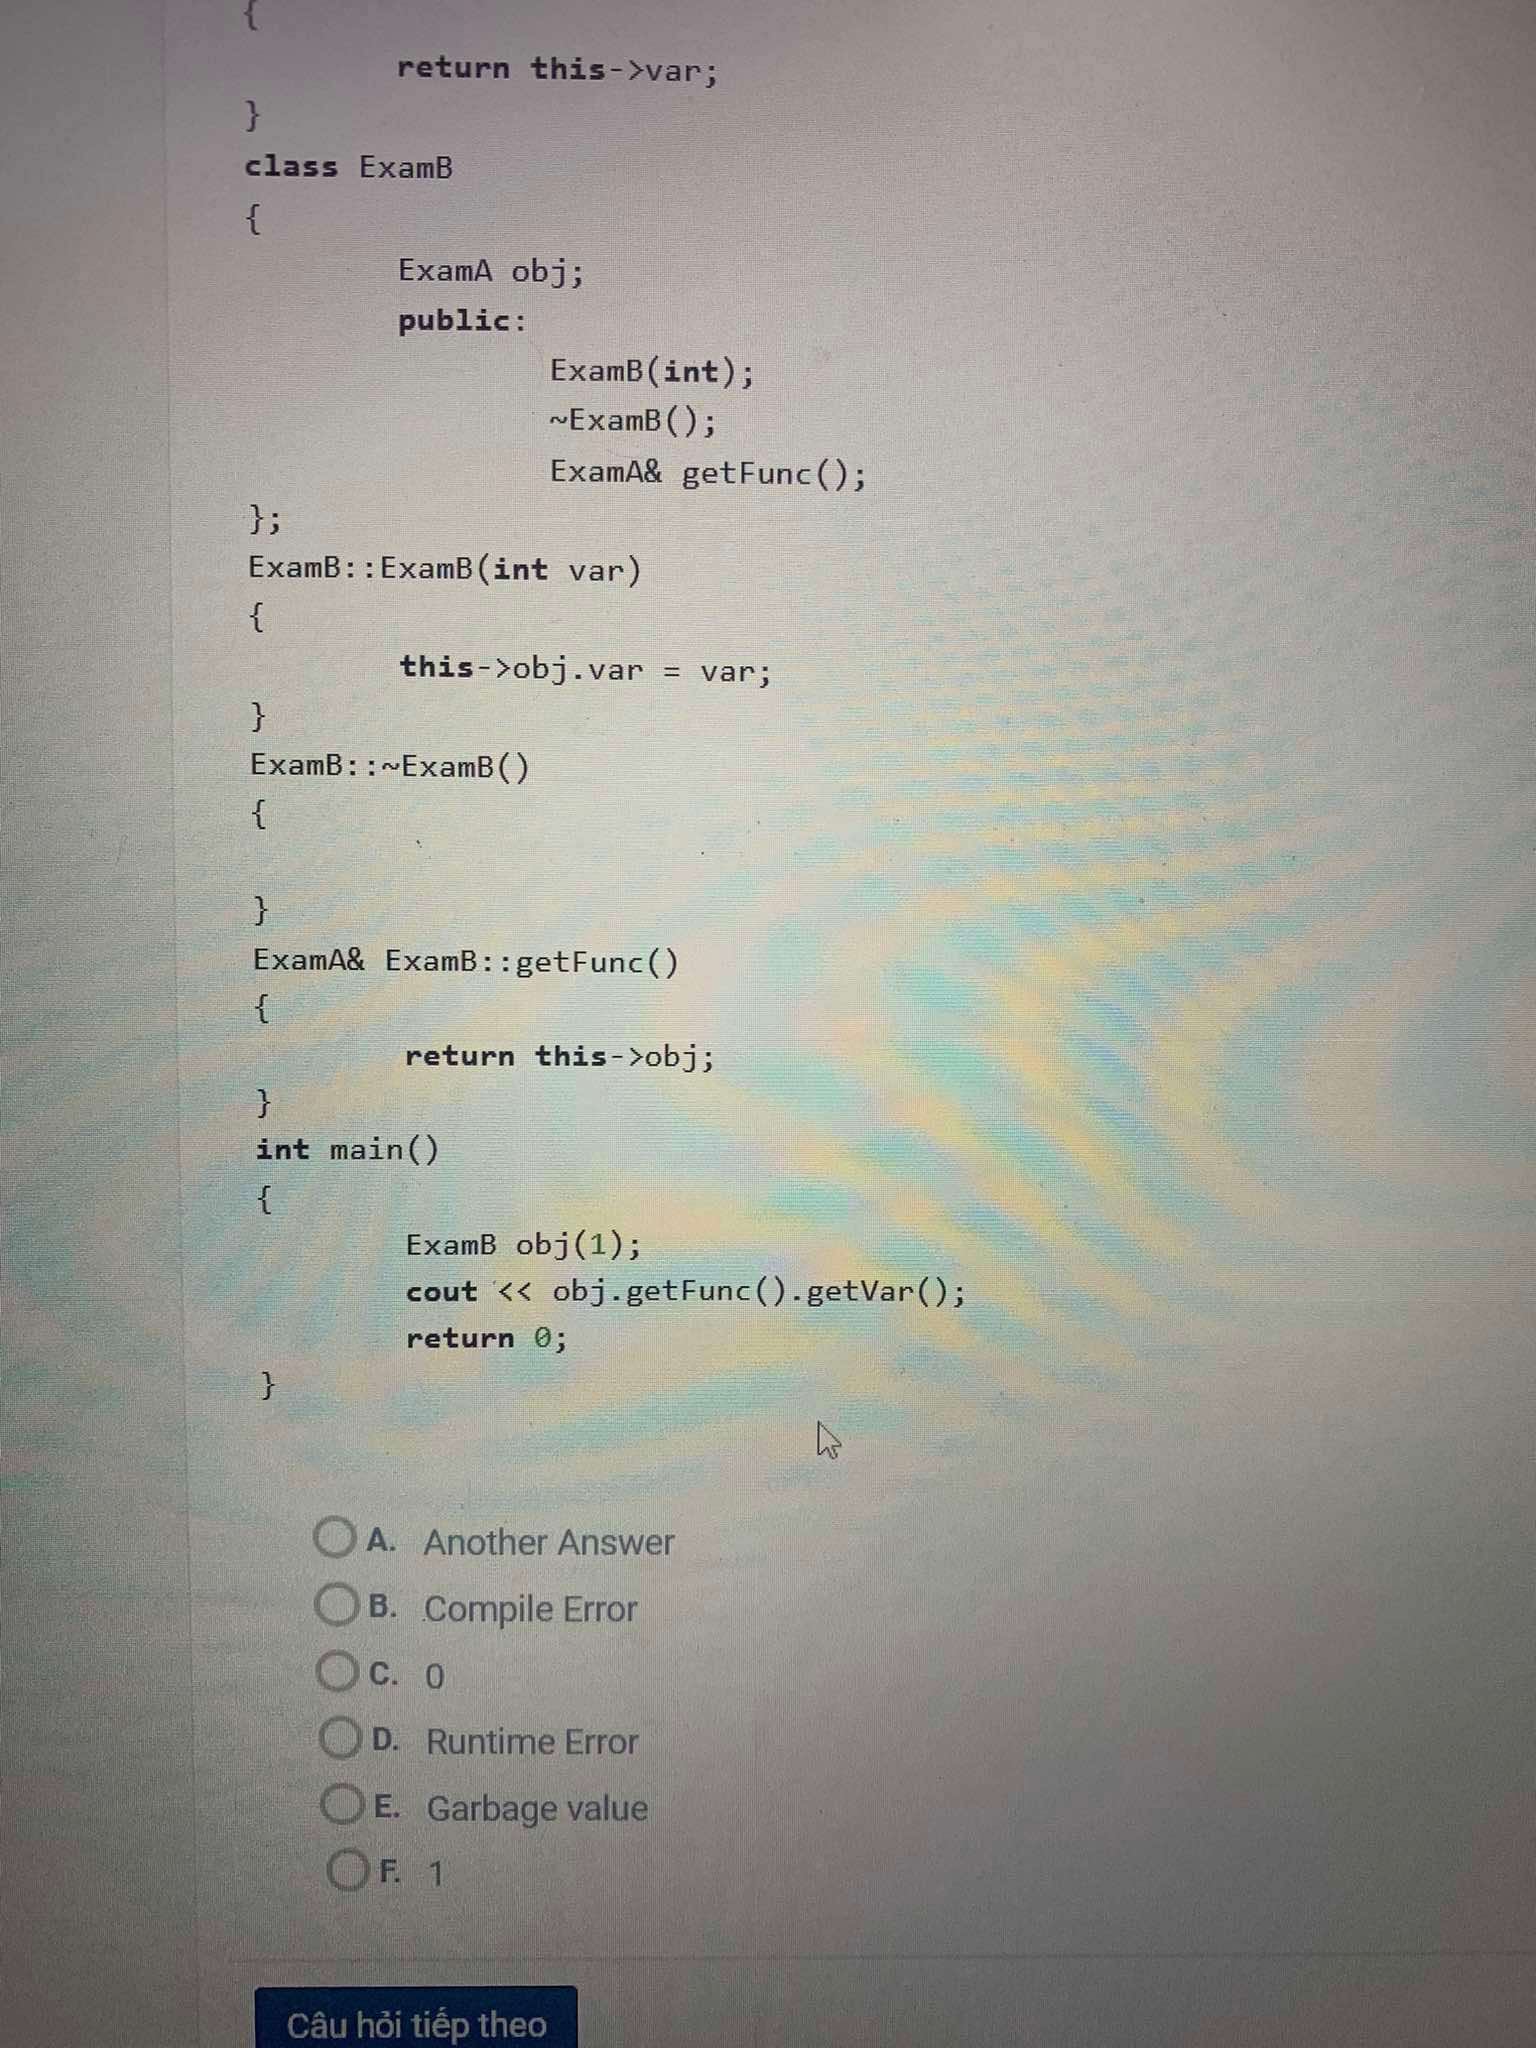 {
return this->var;
}
class ExamB
{
ExamA obj;
public:
ExamB(int);
~ExamB();
ExamA& getFunc();
};
ExamB::ExamB(int var)
{
this->obj.var = var;
}
ExamB::~ExamB()
{
}
ExamA& ExamB::getFunc()
{
return this->obj;
}
int main()
{
ExamB obj(1);
cout << obj.getFunc().getVar();
return 0;
}
A. Another Answer
B. Compile Error
C. 0
D. Runtime Error
E. Garbage value
F. 1
Câu hỏi tiếp theo